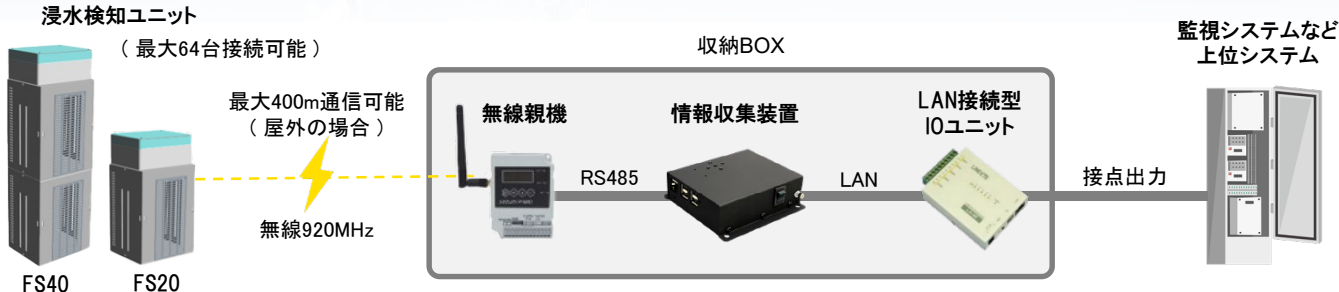 浸水検知ユニット
（ 最大64台接続可能 ）
FS40
FS20
最大400m通信可能
（ 屋外の場合 ）
無線920MHz
収納BOX
無線親機
RS485
情報収集装置
LAN
LAN接続型
IOユニット
接点出力
監視システムなど
上位システム